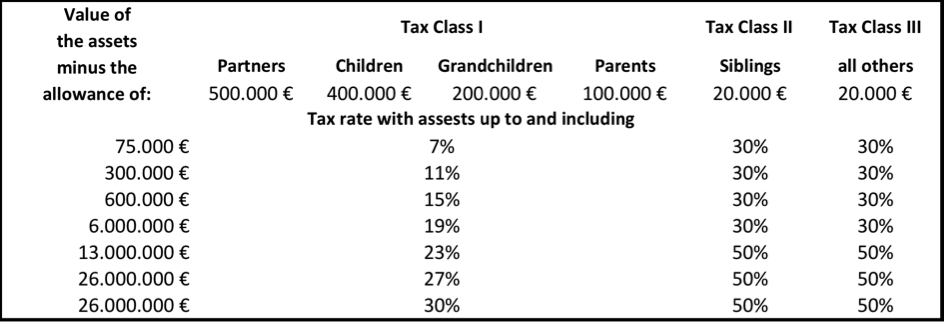 Value of the assets minus the allowance of: Tax Class I Tax Class II Tax Class III
Partners Children Grandchildren Parents Siblings all others
500.000 € 400.000 € 200.000 € 100.000 € 20.000 € 20.000 €
Tax rate with assests up to and including
75.000 € 7% 30% 30%
300.000 € 11% 30% 30%
600.000 € 15% 30% 30%
6.000.000 € 19% 30% 30%
13.000.000 € 23% 50% 50%
26.000.000 € 27% 50% 50%
26.000.000 € 30% 50% 50%